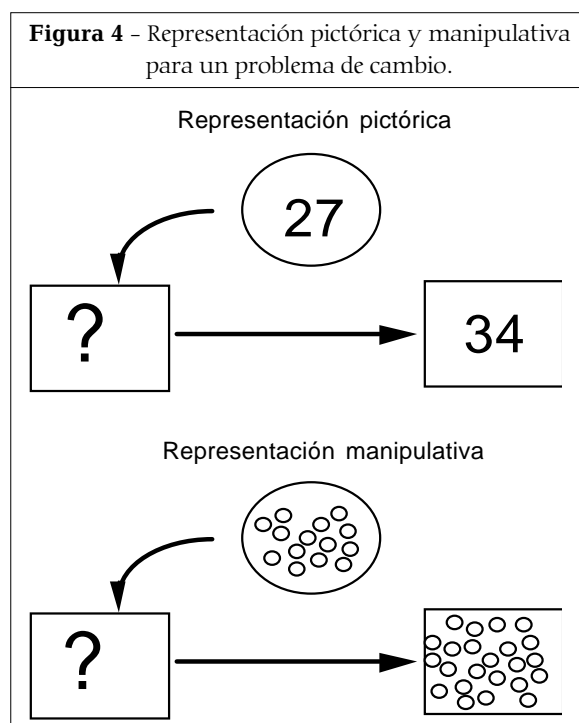 Figura 4 – Representación pictórica y manipulativa
para un problema de cambio.
Representación pictórica
27
?
34
Representación manipulativa
?